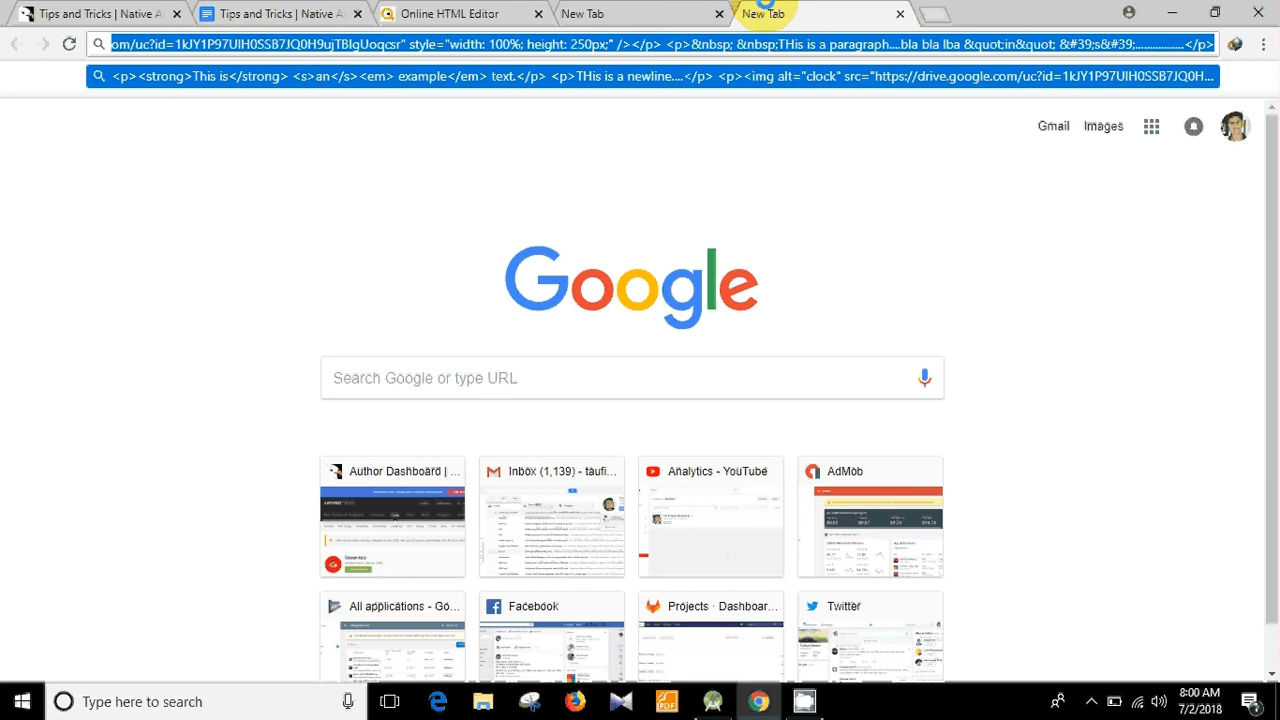 Tips and Tricks | Native A
Tips and Tricks | Native A
Online HTML Editor
New Tab
New Tab
om/uc?id=1kJY1P97UIH0SSB7JQ0H9ujTBIgUoqcsr" style="width: 100%; height: 250px;" /></p> <p>&nbsp; &nbsp;THis is a paragraph....bla bla lba &quot;in&quot; &#39;s&#39;.................</p>
<p><strong>This is</strong> <s>an</s><em> example</em> text.</p> <p>THis is a newline....</p> <p><img alt="clock" src="https://drive.google.com/uc?id=1kJY1P97UIH0SSB7JQ0H...
Gmail Images
Google
Search Google or type URL
Author Dashboard | ...
Inbox (1,139) - taufi...
Analytics - YouTube
AdMob
All applications - Go...
Facebook
Projects · Dashboar...
Twitter
Type here to search
PDF
8:00 AM
7/2/2018